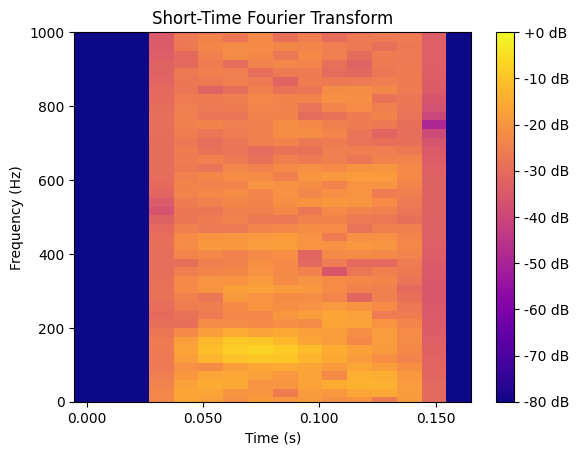 Short-Time Fourier Transform
1000
800
600
400
200
0
Frequency (Hz)
0.000
0.050
0.100
0.150
Time (s)
+0 dB
-10 dB
-20 dB
-30 dB
-40 dB
-50 dB
-60 dB
-70 dB
-80 dB